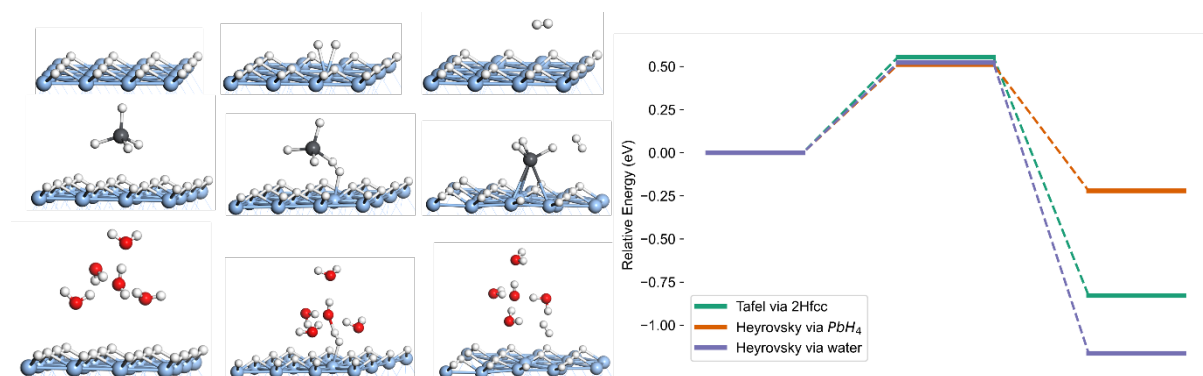 Relative Energy (eV)
0.50
0.25
0.00
−0.25
−0.50
−0.75
−1.00
Tafel via 2Hfcc
Heyrovsky via PbH₄
Heyrovsky via water